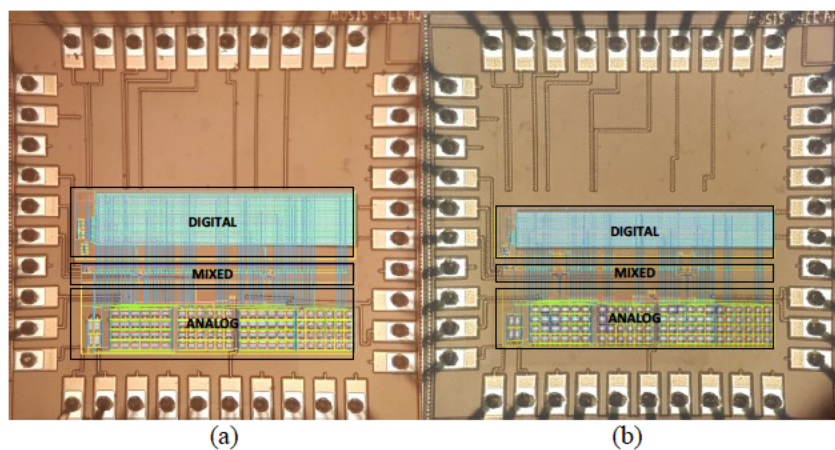 DIGITAL
MIXED
ANALOG
DIGITAL
MIXED
ANALOG
(a)
(b)